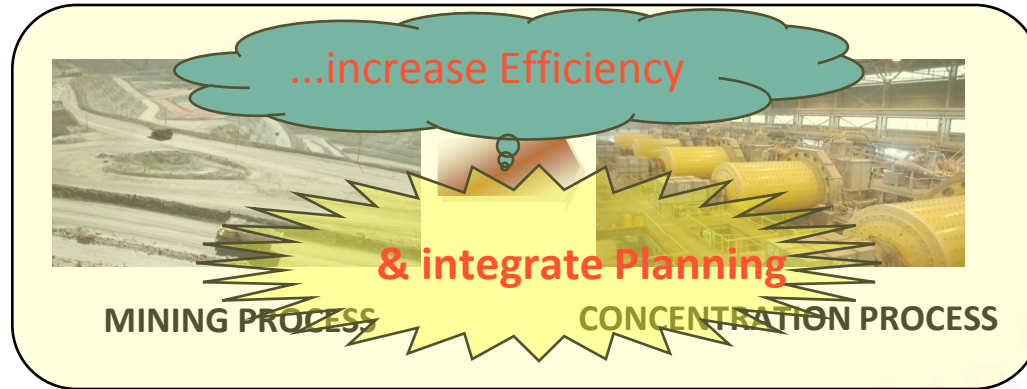 ...increase Efficiency
& integrate Planning
MINING PROCESS
CONCENTRATION PROCESS